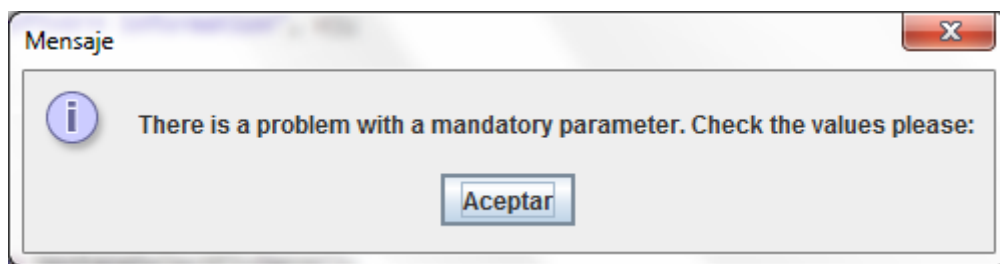 Mensaje
There is a problem with a mandatory parameter. Check the values please:
Aceptar